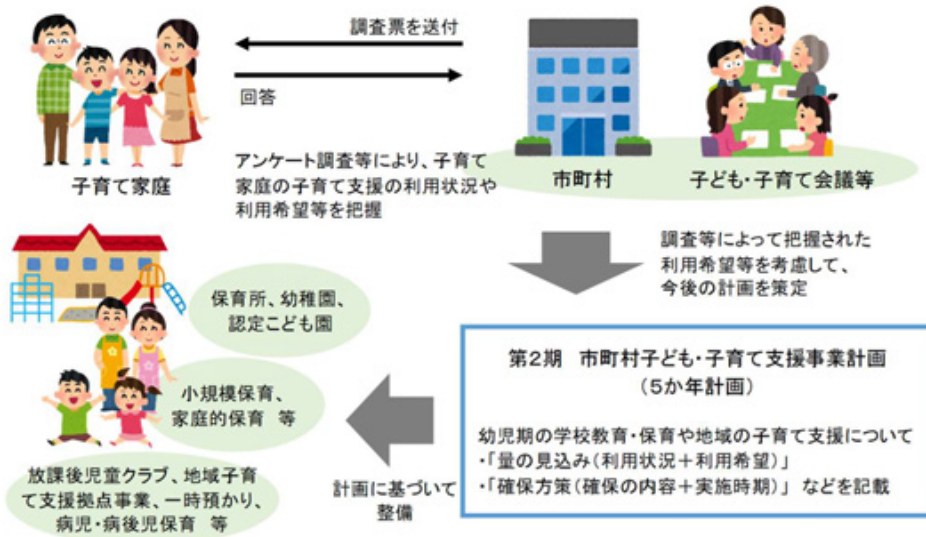 調査票を送付
回答
子育て家庭
アンケート調査等により、子育て
家庭の子育て支援の利用状況や
利用希望等を把握
市町村
子ども・子育て会議等
調査等によって把握された
利用希望等を考慮して、
今後の計画を策定
第2期　市町村子ども・子育て支援事業計画
（5か年計画）
幼児期の学校教育・保育や地域の子育て支援について
・「量の見込み（利用状況＋利用希望）」
・「確保方策（確保の内容＋実施時期）」 などを記載
計画に基づいて
整備
保育所、幼稚園、
認定こども園
小規模保育、
家庭的保育 等
放課後児童クラブ、地域子育
て支援拠点事業、一時預かり、
病児・病後児保育 等